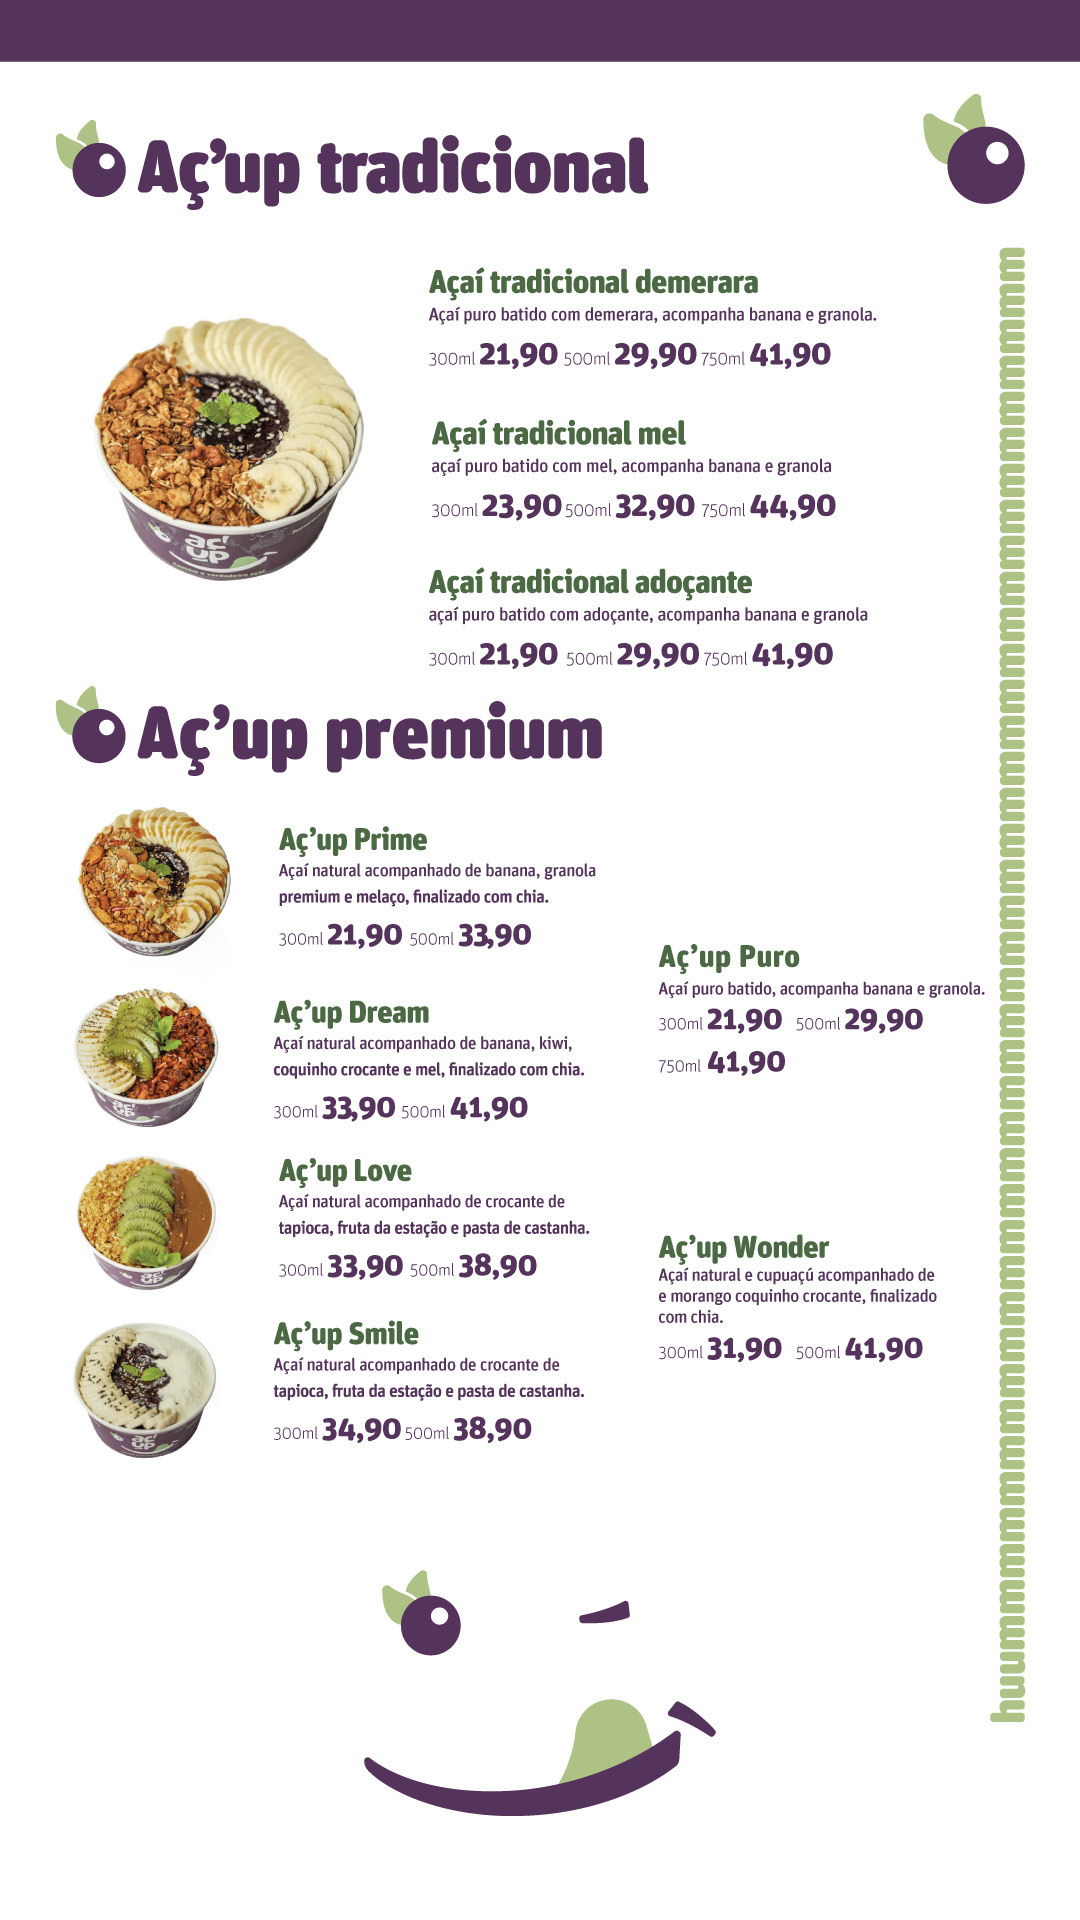 Aç’up tradicional
Açaí tradicional demerara
Açaí puro batido com demerara, acompanha banana e granola.
300ml 21,90 500ml 29,90 750ml 41,90
Açaí tradicional mel
açaí puro batido com mel, acompanha banana e granola
300ml 23,90 500ml 32,90 750ml 44,90
Açaí tradicional adoçante
açaí puro batido com adoçante, acompanha banana e granola
300ml 21,90 500ml 29,90 750ml 41,90
aç'
up
Aç’up premium
Aç’up Prime
Açaí natural acompanhado de banana, granola
premium e melaço, finalizado com chia.
300ml 21,90 500ml 33,90
Aç’up Dream
Açaí natural acompanhado de banana, kiwi,
coquinho crocante e mel, finalizado com chia.
300ml 33,90 500ml 41,90
aç'
up
Aç’up Love
Açaí natural acompanhado de crocante de
tapioca, fruta da estação e pasta de castanha.
300ml 33,90 500ml 38,90
aç'
up
Aç’up Smile
Açaí natural acompanhado de crocante de
tapioca, fruta da estação e pasta de castanha.
300ml 34,90 500ml 38,90
aç'
up
Aç’up Puro
Açaí puro batido, acompanha banana e granola.
300ml 21,90 500ml 29,90
750ml 41,90
Aç’up Wonder
Açaí natural e cupuaçú acompanhado de
e morango coquinho crocante, finalizado
com chia.
300ml 31,90 500ml 41,90